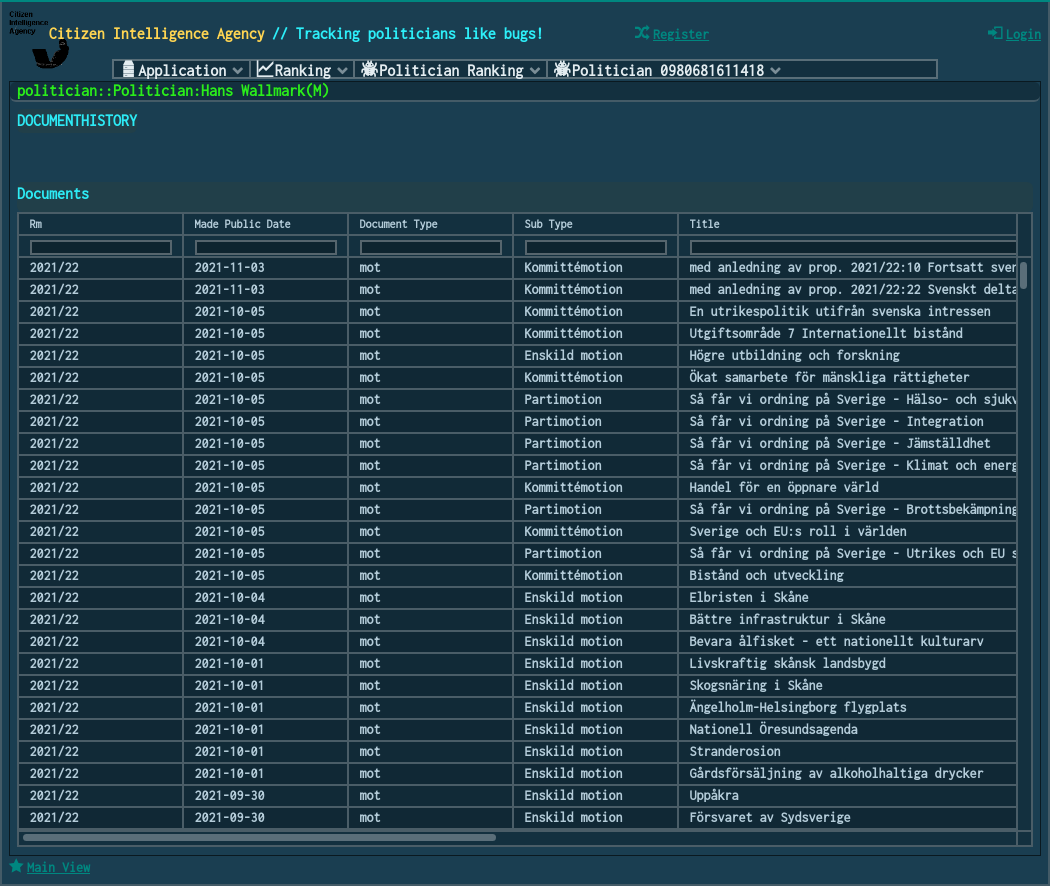 Citizen
Intelligence
Agency
Citizen Intelligence Agency // Tracking politicians like bugs!
Register
Login
Application Ranking Politician Ranking Politician 0980681611418
politician::Politician:Hans Wallmark(M)
DOCUMENTHISTORY
Documents
Rm Made Public Date Document Type Sub Type Title
2021/22 2021-11-03 mot Kommittémotion med anledning av prop. 2021/22:10 Fortsatt sven
2021/22 2021-11-03 mot Kommittémotion med anledning av prop. 2021/22:22 Svenskt delta
2021/22 2021-10-05 mot Kommittémotion En utrikespolitik utifrån svenska intressen
2021/22 2021-10-05 mot Kommittémotion Utgiftsområde 7 Internationellt bistånd
2021/22 2021-10-05 mot Enskild motion Högre utbildning och forskning
2021/22 2021-10-05 mot Kommittémotion Ökat samarbete för mänskliga rättigheter
2021/22 2021-10-05 mot Partimotion Så får vi ordning på Sverige - Hälso- och sjukv
2021/22 2021-10-05 mot Partimotion Så får vi ordning på Sverige - Integration
2021/22 2021-10-05 mot Partimotion Så får vi ordning på Sverige - Jämställdhet
2021/22 2021-10-05 mot Partimotion Så får vi ordning på Sverige - Klimat och energ
2021/22 2021-10-05 mot Kommittémotion Handel för en öppnare värld
2021/22 2021-10-05 mot Partimotion Så får vi ordning på Sverige - Brottsbekämpning
2021/22 2021-10-05 mot Kommittémotion Sverige och EU:s roll i världen
2021/22 2021-10-05 mot Partimotion Så får vi ordning på Sverige - Utrikes och EU s
2021/22 2021-10-05 mot Kommittémotion Bistånd och utveckling
2021/22 2021-10-04 mot Enskild motion Elbristen i Skåne
2021/22 2021-10-04 mot Enskild motion Bättre infrastruktur i Skåne
2021/22 2021-10-04 mot Enskild motion Bevara ålfisket - ett nationellt kulturarv
2021/22 2021-10-01 mot Enskild motion Livskraftig skånsk landsbygd
2021/22 2021-10-01 mot Enskild motion Skogsnäring i Skåne
2021/22 2021-10-01 mot Enskild motion Ängelholm-Helsingborg flygplats
2021/22 2021-10-01 mot Enskild motion Nationell Öresundsagenda
2021/22 2021-10-01 mot Enskild motion Stranderosion
2021/22 2021-10-01 mot Enskild motion Gårdsförsäljning av alkoholhaltiga drycker
2021/22 2021-09-30 mot Enskild motion Uppåkra
2021/22 2021-09-30 mot Enskild motion Försvaret av Sydsverige
Main View